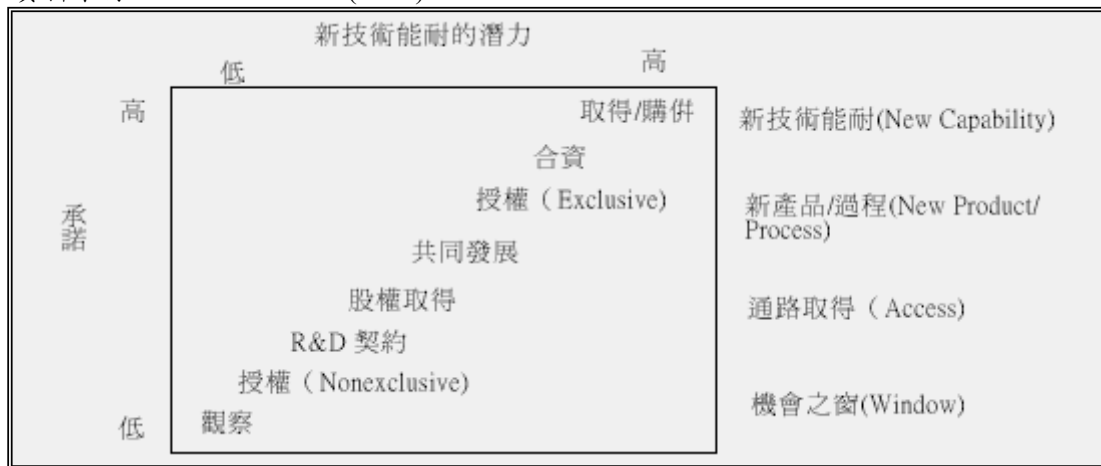 新技術能耐的潛力
低
高
高
取得/購併
新技術能耐(New Capability)
合資
授權（Exclusive)
新產品/過程(New Product/
Process)
承諾
共同發展
股權取得
通路取得（Access)
R&D 契約
授權（Nonexclusive)
機會之窗(Window)
低
觀察